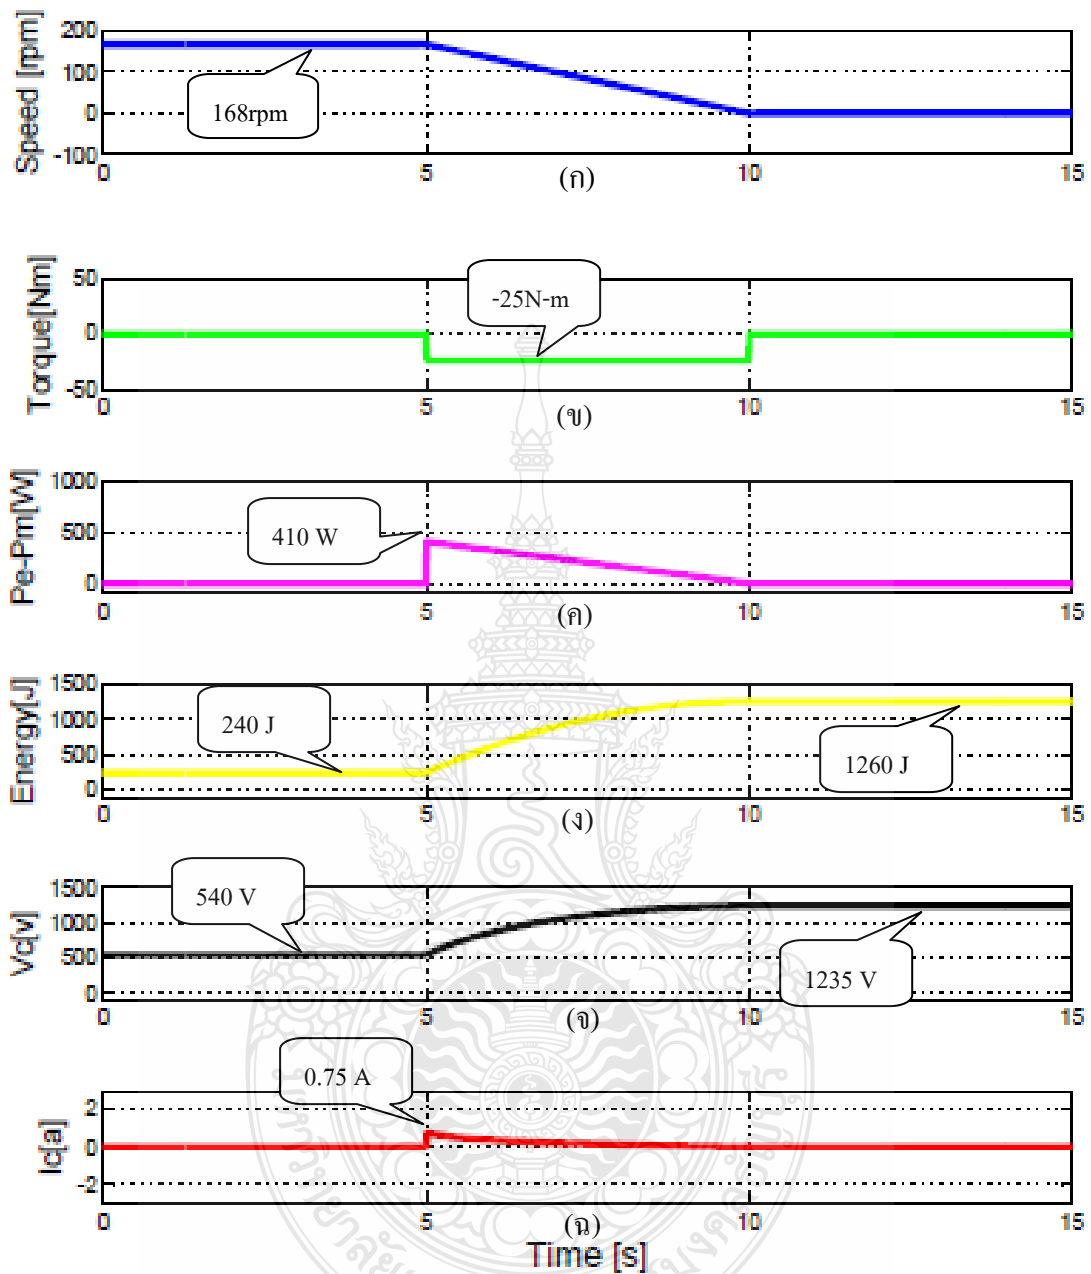 Speed [rpm]
200
100
0
-100
168rpm
0 5 10 15
(ก)
Torque[Nm]
50
0
-50
-25N-m
0 5 10 15
(ข)
Pe-Pm[W]
1000
500
0
410 W
0 5 10 15
(ค)
Energy[J]
1500
1000
500
0
240 J
1260 J
0 5 10 15
(ง)
Vc[v]
1500
1000
500
0
540 V
1235 V
0 5 10 15
(จ)
Ic[a]
2
0
-2
0.75 A
0 5 10 15
(ฉ)
Time [s]